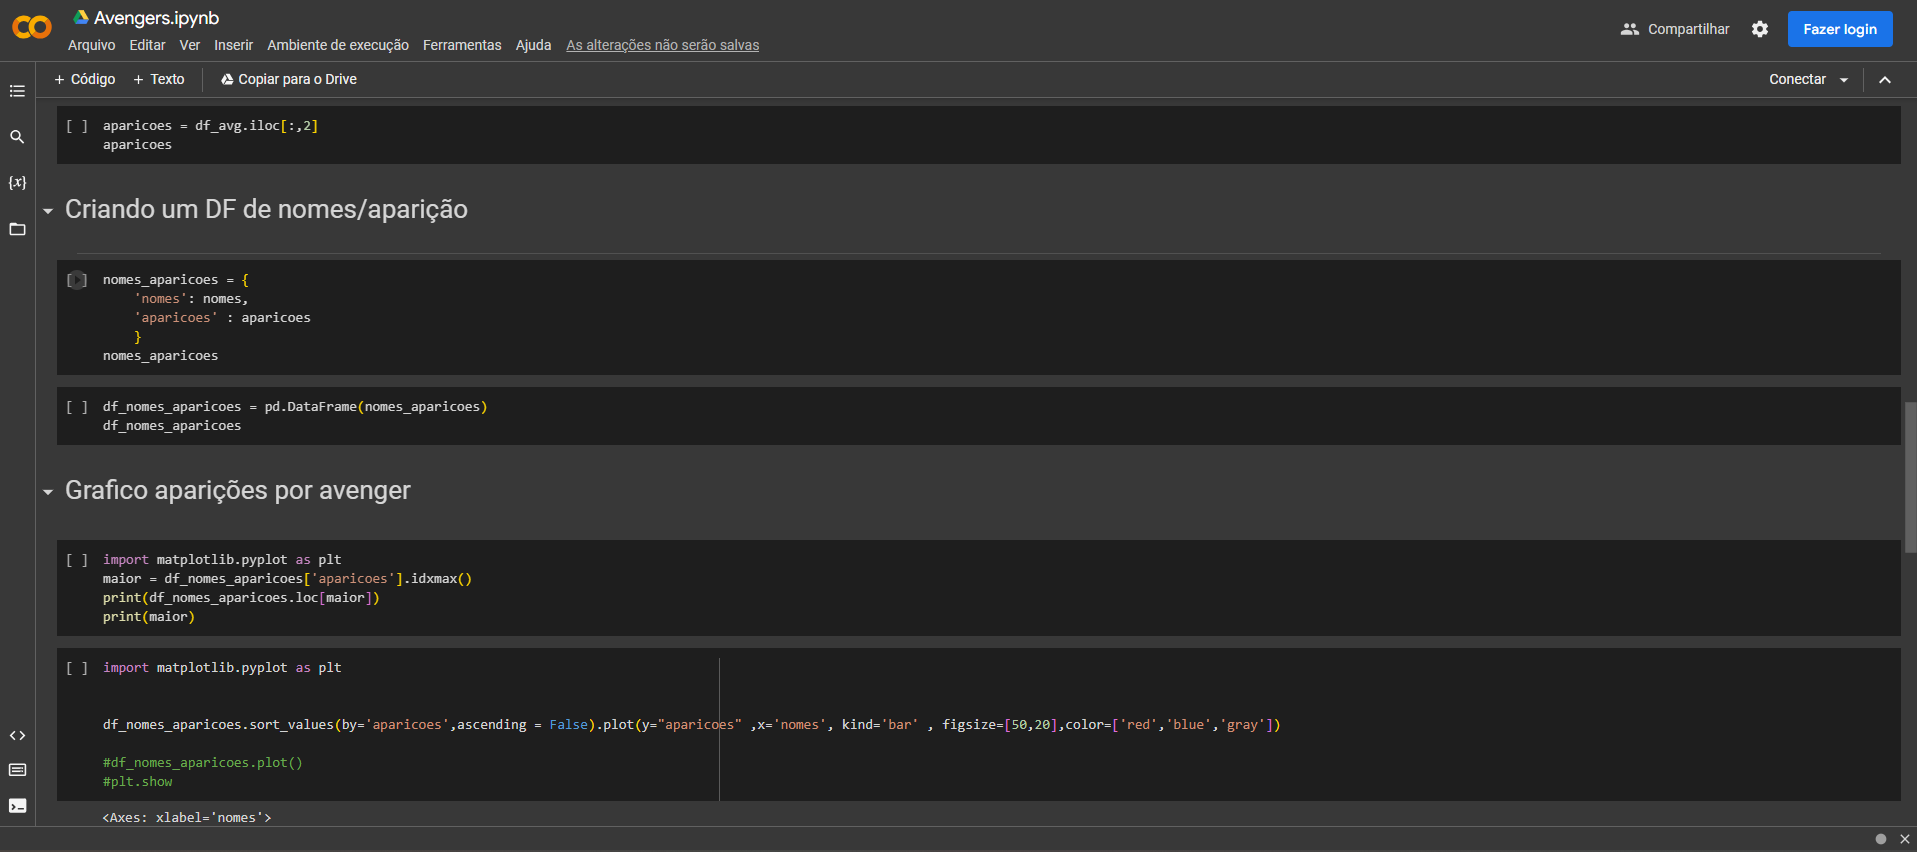 Avengers.ipynb
Arquivo Editar Ver Inserir Ambiente de execução Ferramentas Ajuda As alterações não serão salvas
Compartilhar
Fazer login
+ Código + Texto Copiar para o Drive
Conectar
[ ] aparicoes = df_avg.iloc[:,2]
aparicoes
Criando um DF de nomes/aparição
[ ] nomes_aparicoes = {
'nomes': nomes,
'aparicoes' : aparicoes
}
nomes_aparicoes
[ ] df_nomes_aparicoes = pd.DataFrame(nomes_aparicoes)
df_nomes_aparicoes
Grafico aparições por avenger
[ ] import matplotlib.pyplot as plt
maior = df_nomes_aparicoes['aparicoes'].idxmax()
print(df_nomes_aparicoes.loc[maior])
print(maior)
[ ] import matplotlib.pyplot as plt
df_nomes_aparicoes.sort_values(by='aparicoes',ascending = False).plot(y="aparicoes" ,x='nomes', kind='bar' , figsize=[50,20],color=['red','blue','gray'])
#df_nomes_aparicoes.plot()
#plt.show
<Axes: xlabel='nomes'>